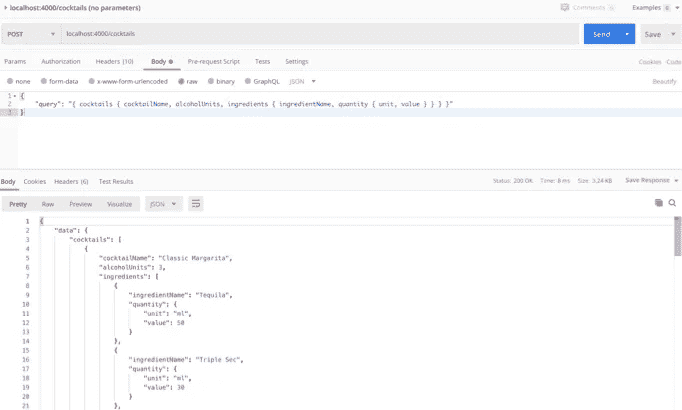 localhost:4000/cocktails (no parameters)
Comments 0 Examples 0
POST localhost:4000/cocktails Send Save
Params Authorization Headers (10) Body Pre-request Script Tests Settings Cookies Code
none form-data x-www-form-urlencoded raw binary GraphQL JSON Beautify
1 {
2 "query": "{ cocktails { cocktailName, alcoholUnits, ingredients { ingredientName, quantity { unit, value } } } }"
3 }
Body Cookies Headers (6) Test Results Status: 200 OK Time: 8 ms Size: 3.24 KB Save Response
Pretty Raw Preview Visualize JSON
1 {
2 "data": {
3 "cocktails": [
4 {
5 "cocktailName": "Classic Margarita",
6 "alcoholUnits": 3,
7 "ingredients": [
8 {
9 "ingredientName": "Tequila",
10 "quantity": {
11 "unit": "ml",
12 "value": 50
13 }
14 },
15 {
16 "ingredientName": "Triple Sec",
17 "quantity": {
18 "unit": "ml",
19 "value": 30
20 }
21 },